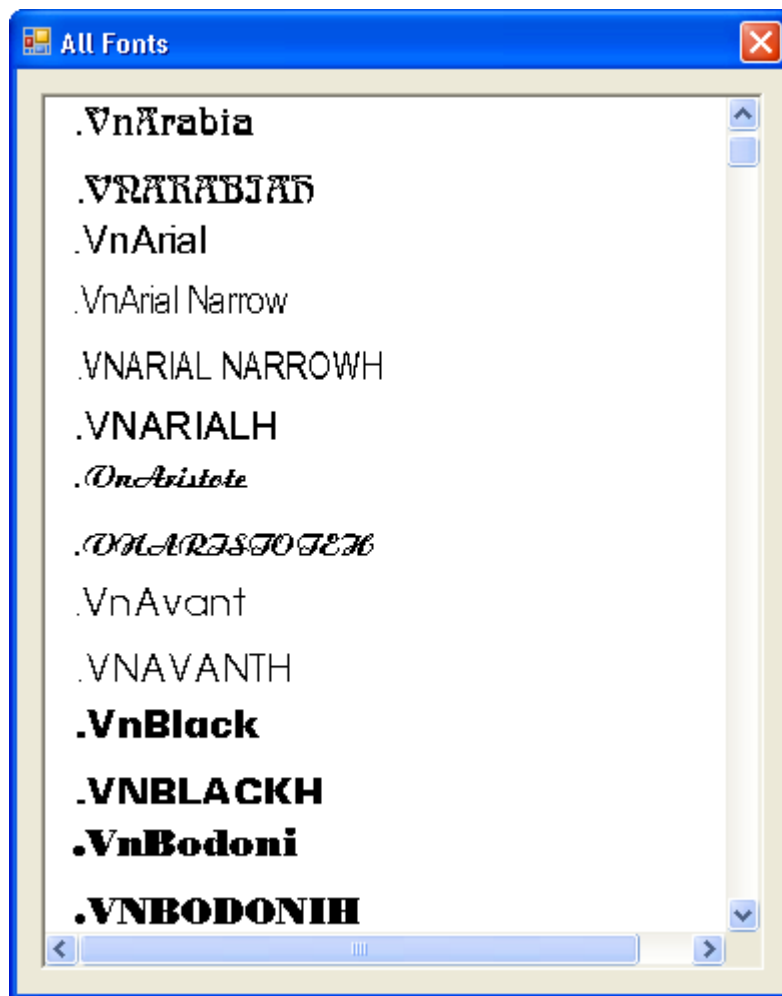 All Fonts
.VnArabia
.VNARABIAH
.VnArial
.VnArial Narrow
.VNARIAL NARROWH
.VNARIALH
.VnAristote
.VNARISTOTEH
.VnAvant
.VNAVANTH
.VnBlack
.VNBLACKH
.VnBodoni
.VNBODONIH